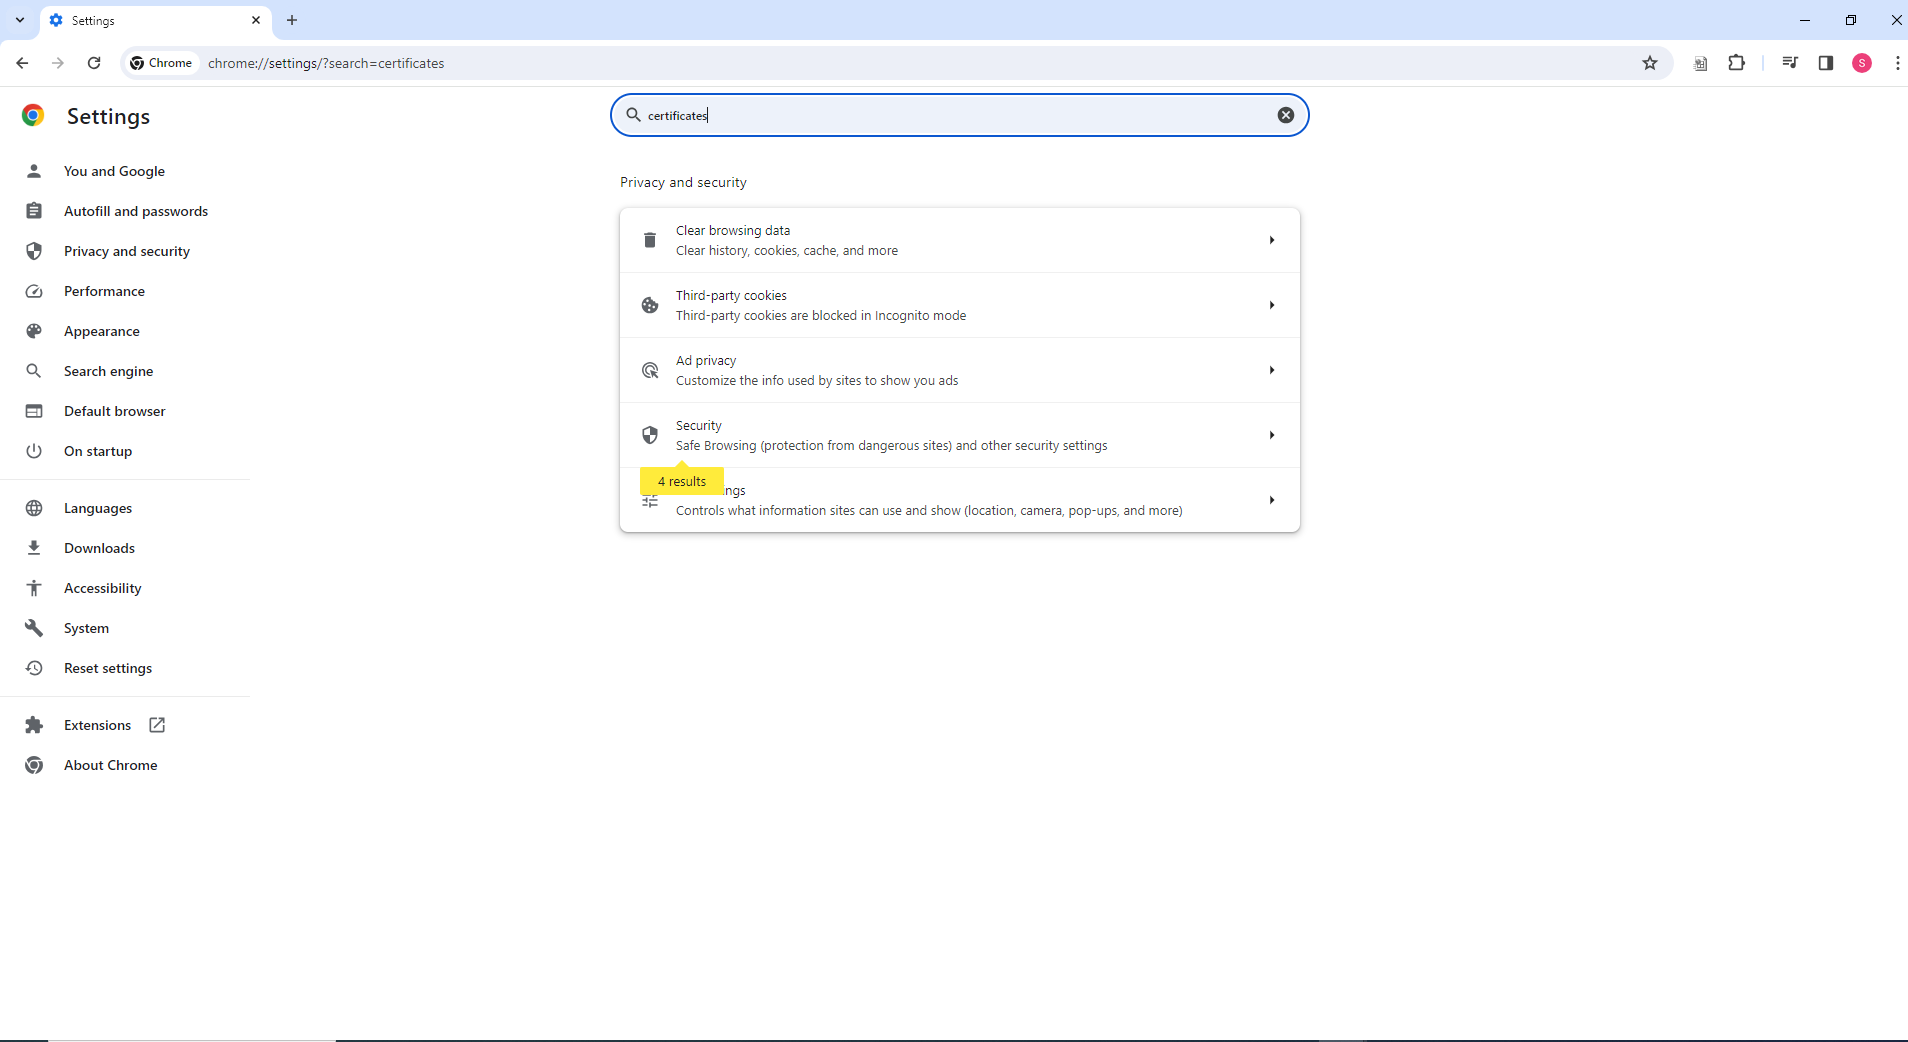 Settings
Chrome
chrome://settings/?search=certificates
S
Settings
certificates
You and Google
Autofill and passwords
Privacy and security
Performance
Appearance
Search engine
Default browser
On startup
Languages
Downloads
Accessibility
System
Reset settings
Extensions
About Chrome
Privacy and security
Clear browsing data
Clear history, cookies, cache, and more
Third-party cookies
Third-party cookies are blocked in Incognito mode
Ad privacy
Customize the info used by sites to show you ads
Security
Safe Browsing (protection from dangerous sites) and other security settings
4 results
ngs
Controls what information sites can use and show (location, camera, pop-ups, and more)